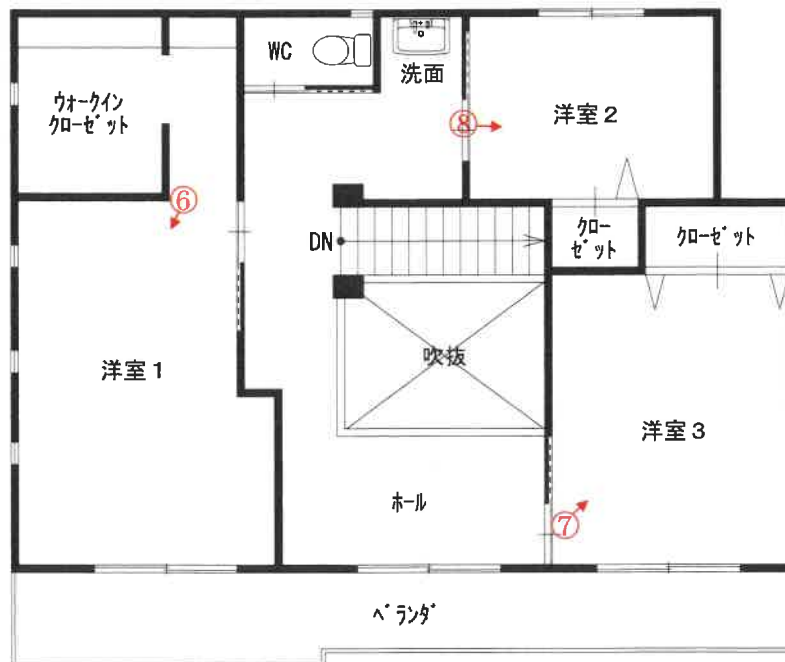 WC
洗面
ウォークイン
クローゼット
⑧
洋室2
⑥
DN
クロー
ゼット
クローゼット
洋室1
吹抜
洋室3
ホール
⑦
ベランダ